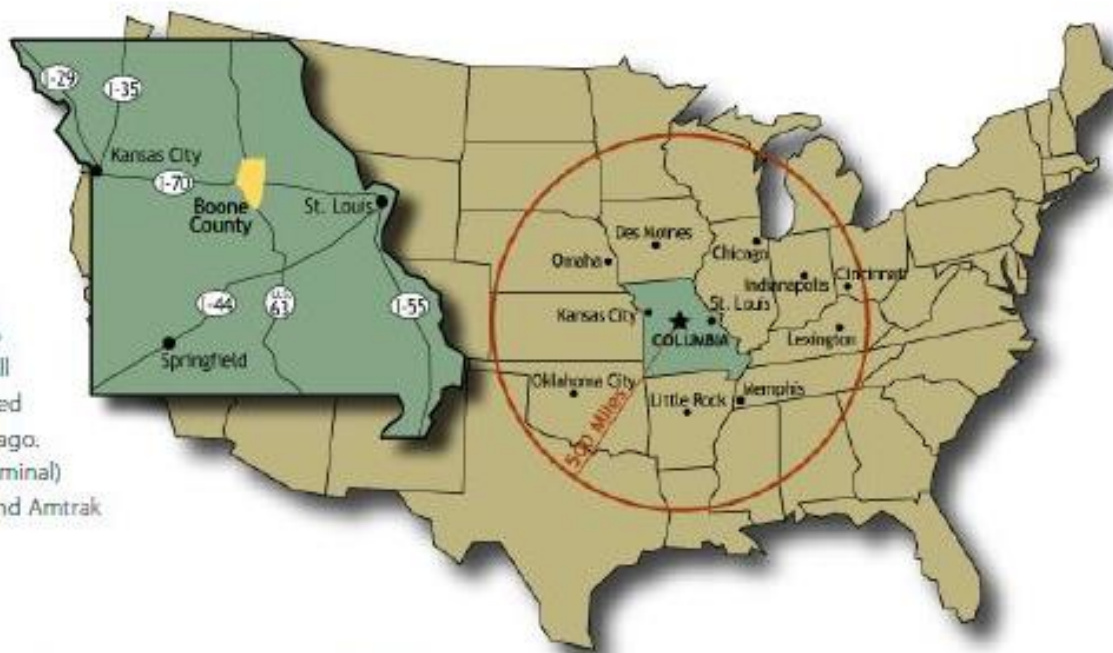 I-29
I-35
Kansas City
I-70
Boone
County
St. Louis
I-44
U.S.
63
I-55
Springfield
ll
ed
ago.
minal)
nd Amtrak
Des Moines
Omaha
Chicago
Indianapolis
Cincinnati
Kansas City
St. Louis
COLUMBIA
Lexington
Oklahoma City
Little Rock
Memphis
500 Miles